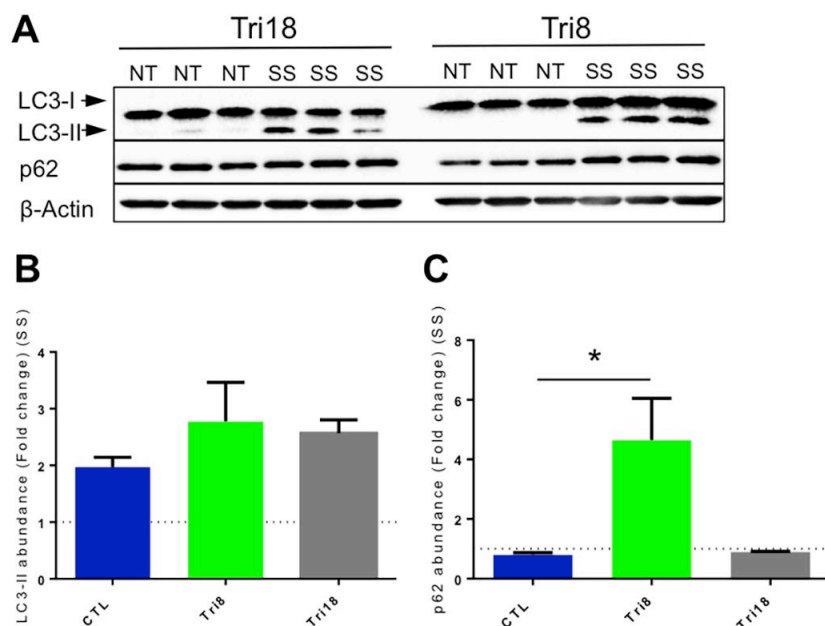 A
Tri18 Tri8
NT NT NT SS SS SS NT NT NT SS SS SS
LC3-I
LC3-II
p62
β-Actin
B
LC3-II abundance (Fold change) (SS)
4
3
2
1
0
CTL Tri8 Tri18
C
p62 abundance (Fold change) (SS)
8
6
4
2
0
*
CTL Tri8 Tri18